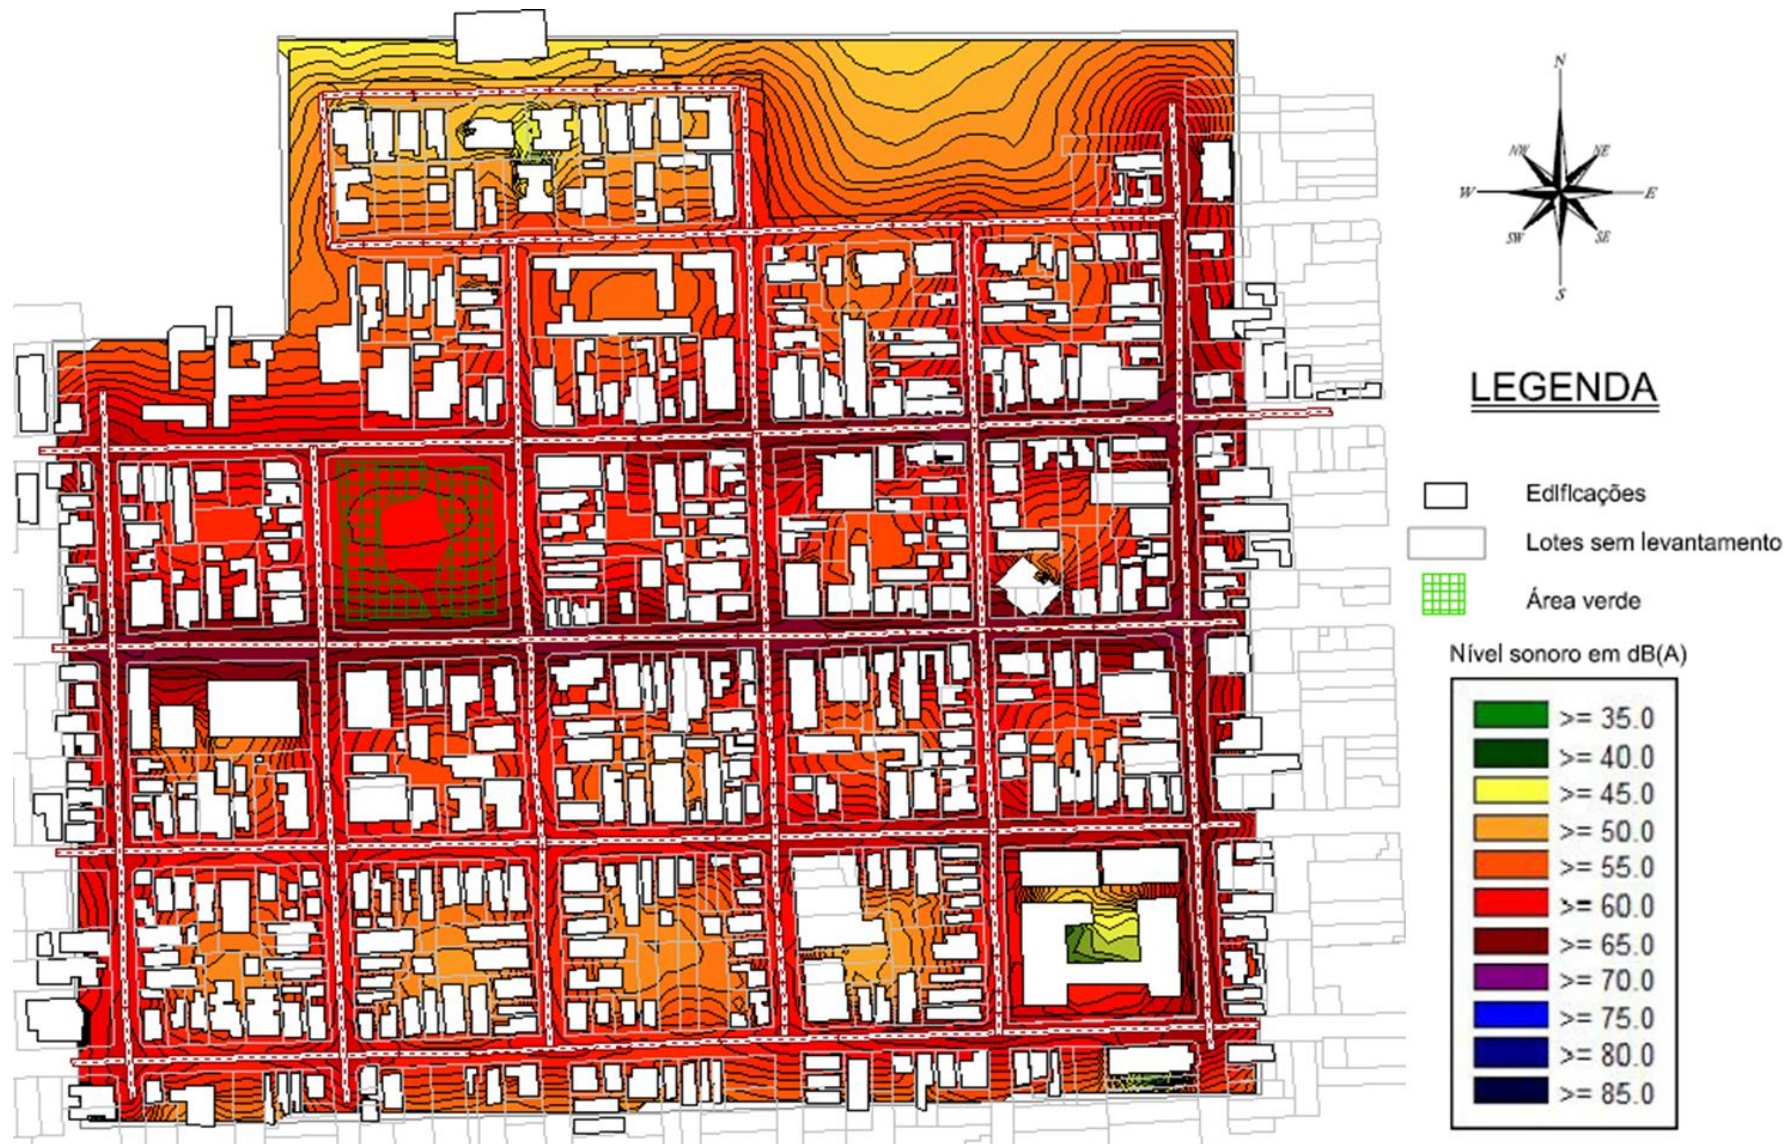 N
NW NE
W E
SW SE
S
LEGENDA
Edificações
Lotes sem levantamento
Área verde
Nível sonoro em dB(A)
>= 35.0
>= 40.0
>= 45.0
>= 50.0
>= 55.0
>= 60.0
>= 65.0
>= 70.0
>= 75.0
>= 80.0
>= 85.0